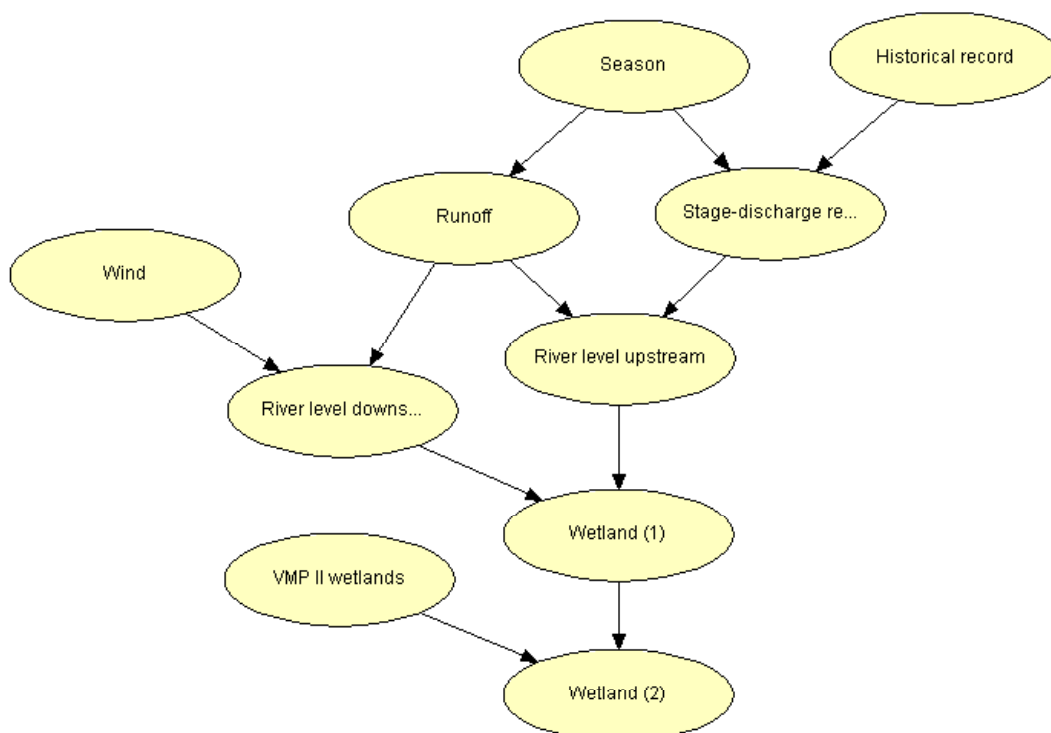 Season
Historical record
Runoff
Stage-discharge re...
Wind
River level upstream
River level downs...
Wetland (1)
VMP II wetlands
Wetland (2)